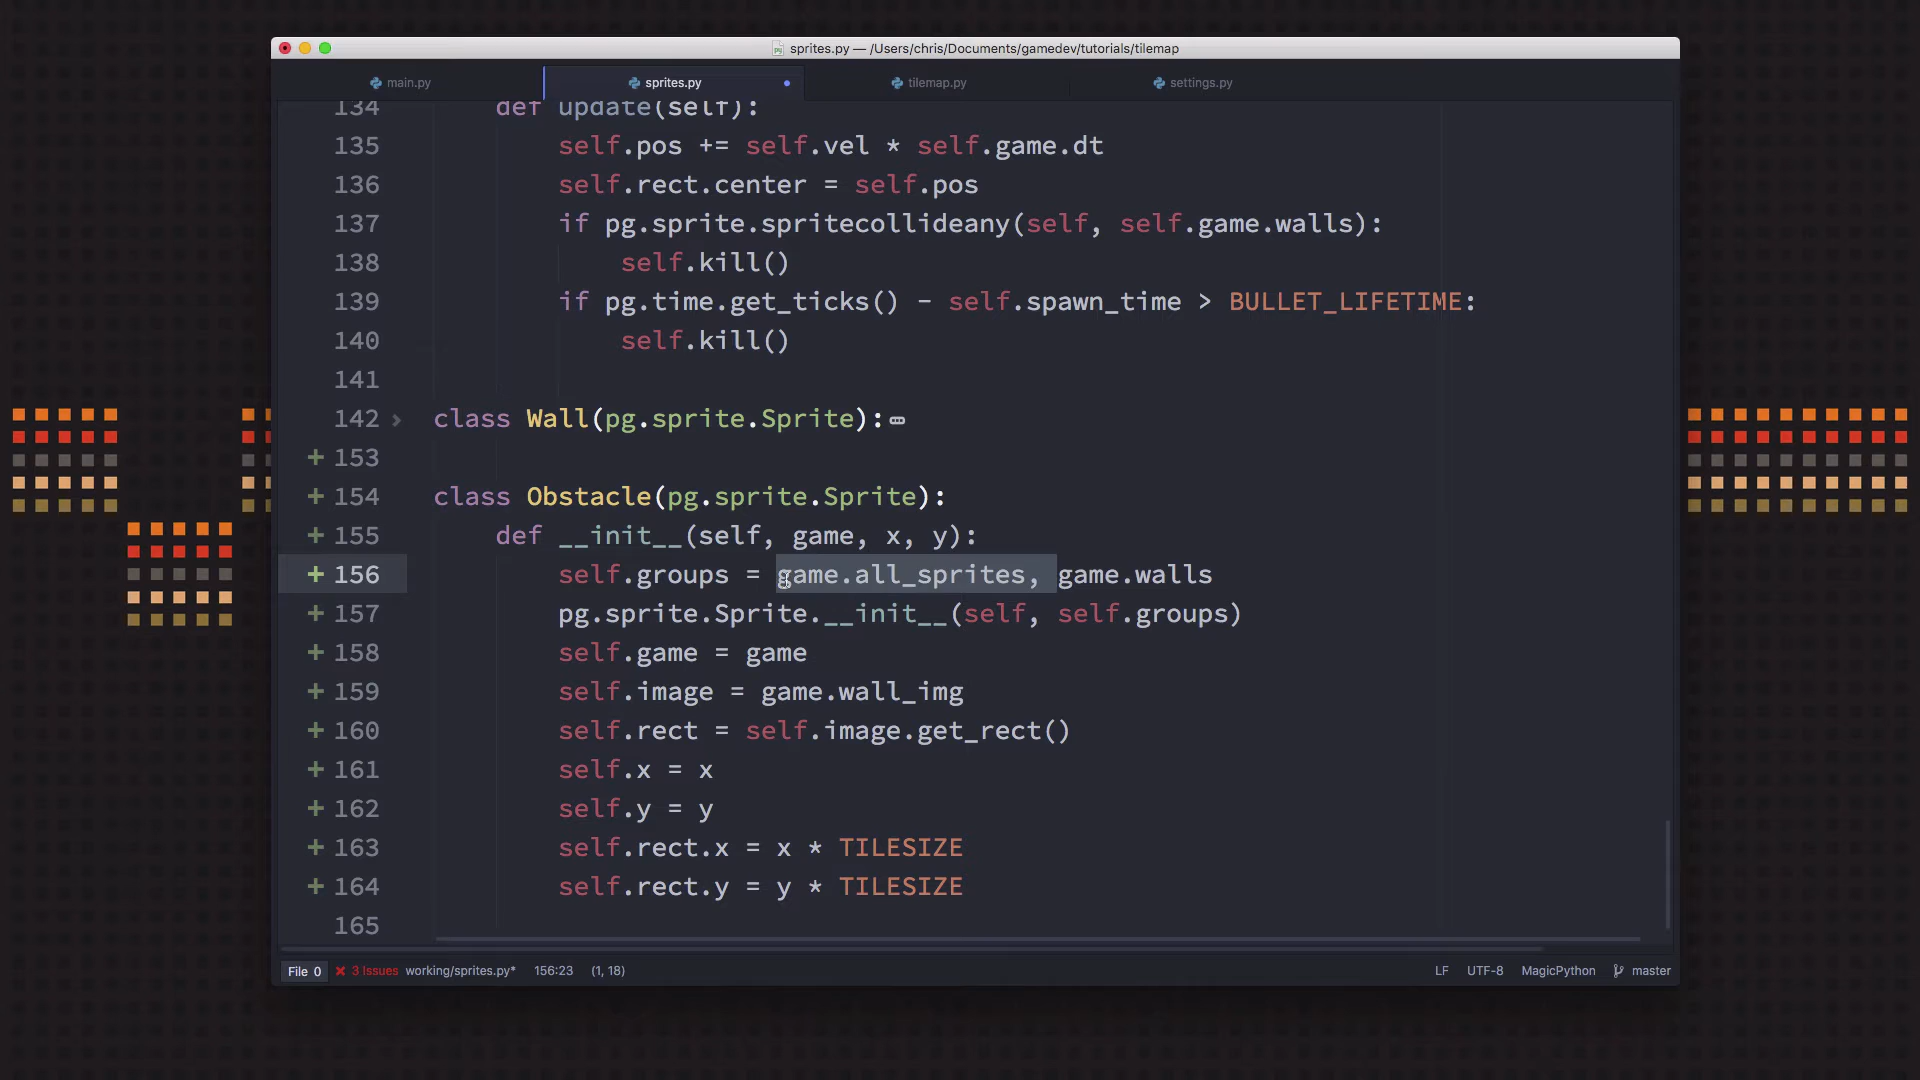 sprites.py — /Users/chris/Documents/gamedev/tutorials/tilemap
main.py sprites.py tilemap.py settings.py
134 def update(self):
135 self.pos += self.vel * self.game.dt
136 self.rect.center = self.pos
137 if pg.sprite.spritecollideany(self, self.game.walls):
138 self.kill()
139 if pg.time.get_ticks() - self.spawn_time > BULLET_LIFETIME:
140 self.kill()
141
142 class Wall(pg.sprite.Sprite):
+ 153
+ 154 class Obstacle(pg.sprite.Sprite):
+ 155 def __init__(self, game, x, y):
+ 156 self.groups = game.all_sprites, game.walls
+ 157 pg.sprite.Sprite.__init__(self, self.groups)
+ 158 self.game = game
+ 159 self.image = game.wall_img
+ 160 self.rect = self.image.get_rect()
+ 161 self.x = x
+ 162 self.y = y
+ 163 self.rect.x = x * TILESIZE
+ 164 self.rect.y = y * TILESIZE
165
File 0 3 Issues working/sprites.py* 156:23 (1, 18) LF UTF-8 MagicPython master